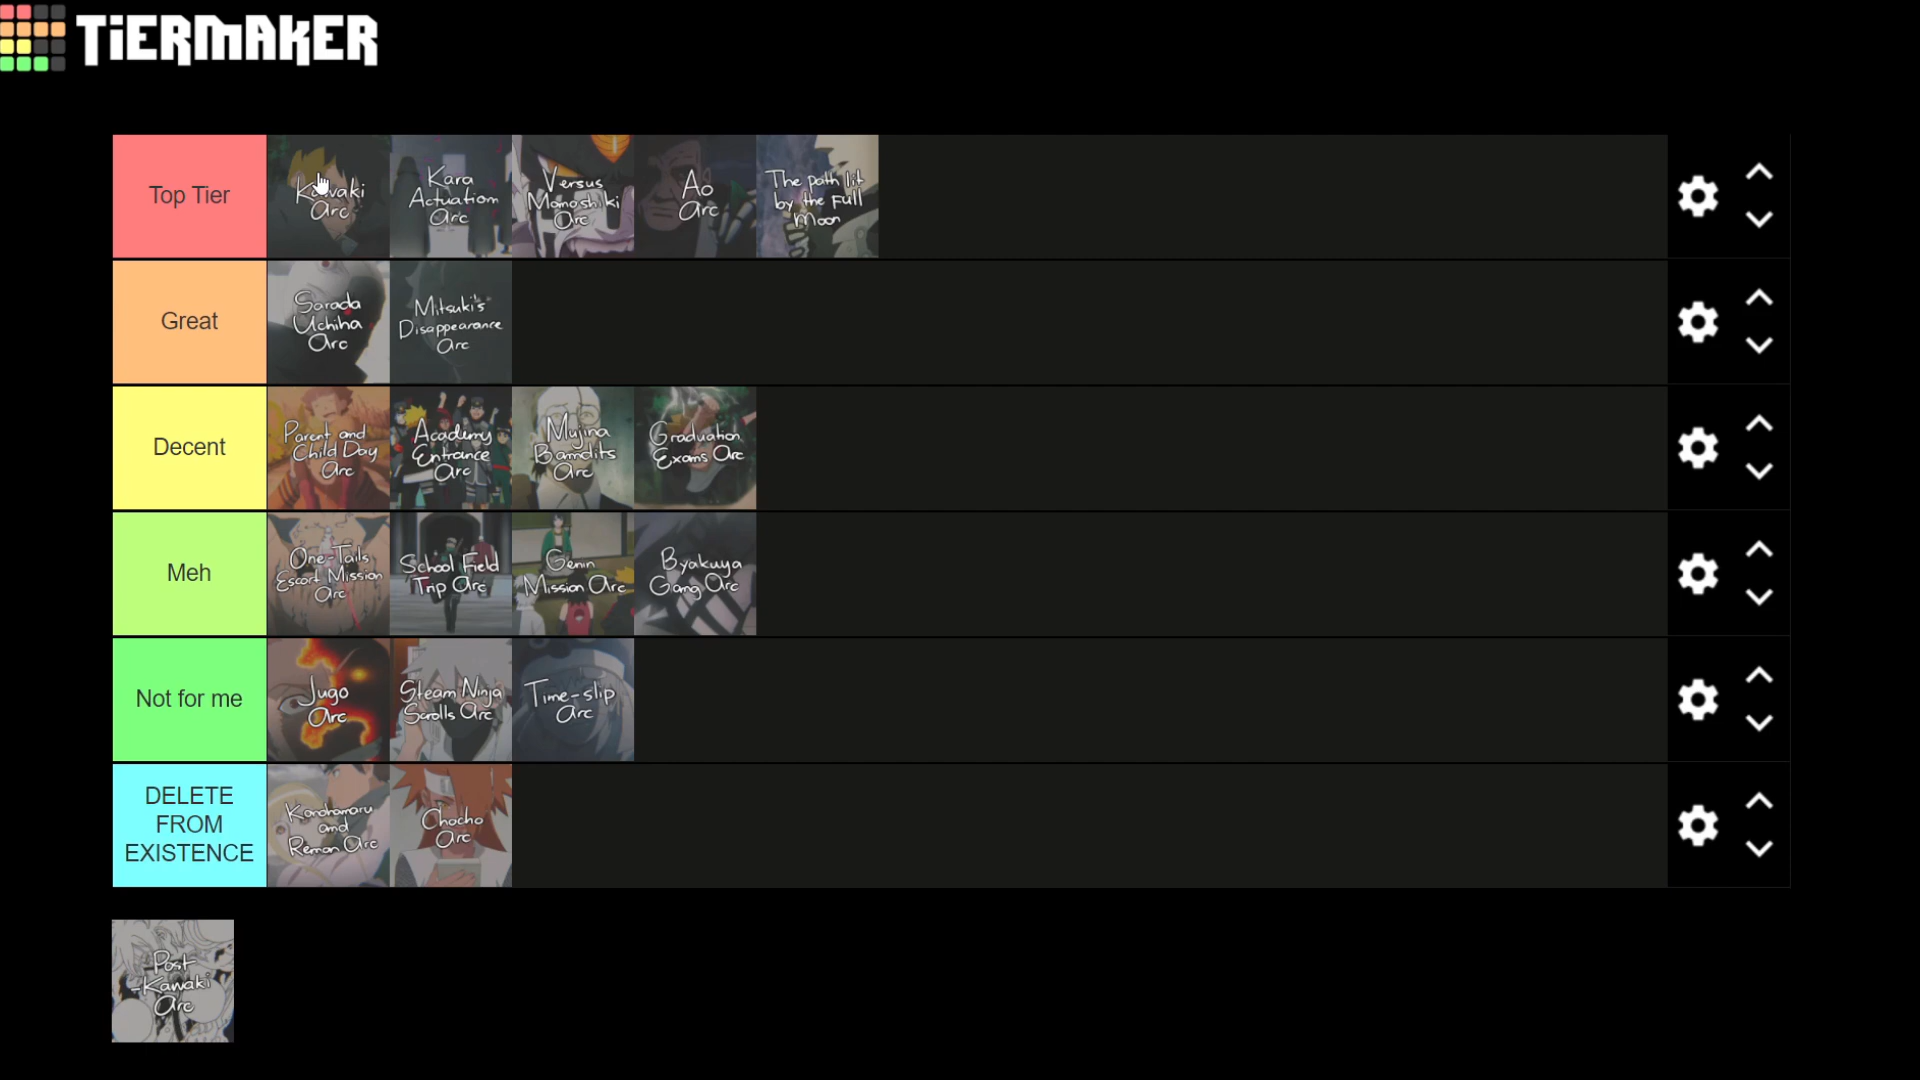 TiERMAKER
Top Tier
Kawaki
Arc
Kara
Actuation
Arc
Versus
Momoshiki
Arc
Ao
Arc
The path lit
by the Full
Moon
Great
Sarada
Uchiha
Arc
Mitsuki's
Disappearance
Arc
Decent
Parent and
Child Day
Arc
Academy
Entrance
Arc
Mujina
Bandits
Arc
Graduation
Exams Arc
Meh
One-Tails
Escort Mission
Arc
School Field
Trip Arc
Genin
Mission Arc
Byakuya
Gang Arc
Not for me
Jugo
Arc
Steam Ninja
Scrolls Arc
Time-slip
Arc
DELETE
FROM
EXISTENCE
Konohamaru
and
Remon Arc
Chocho
Arc
Post
-Kawaki
Arc